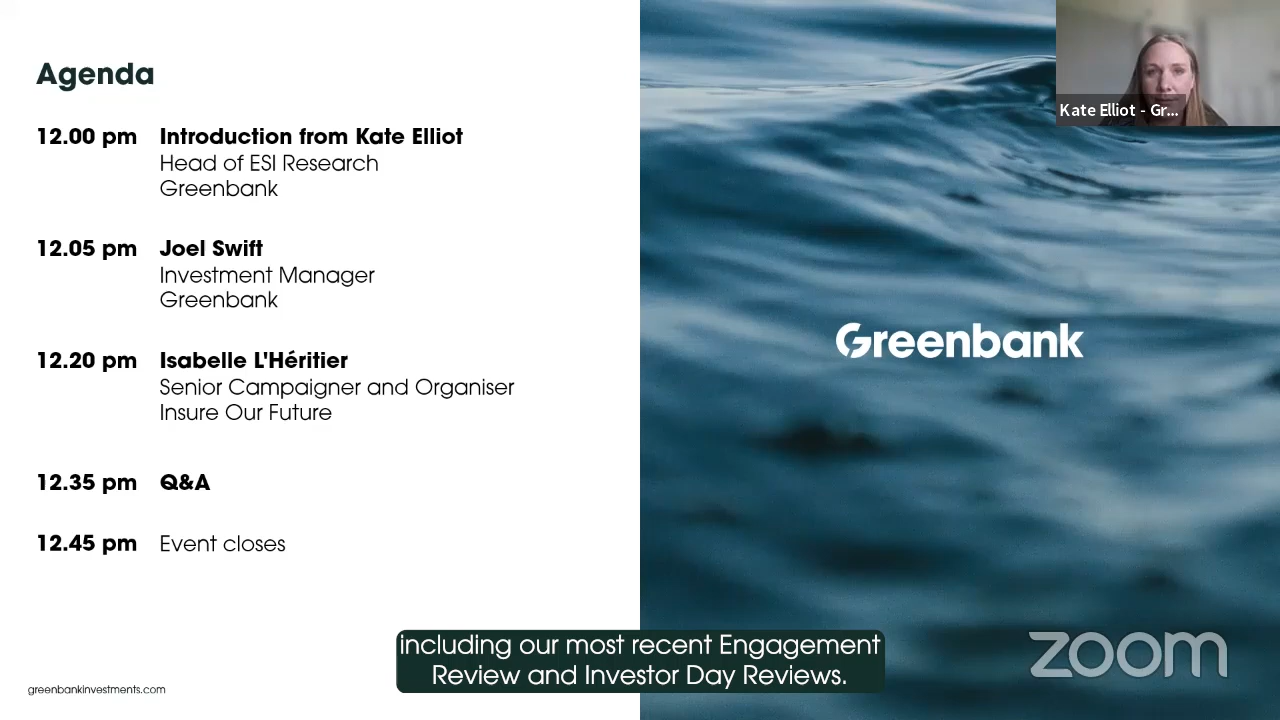 Agenda
12.00 pm Introduction from Kate Elliot
Head of ESI Research
Greenbank
12.05 pm Joel Swift
Investment Manager
Greenbank
12.20 pm Isabelle L'Héritier
Senior Campaigner and Organiser
Insure Our Future
12.35 pm Q&A
12.45 pm Event closes
greenbankinvestments.com
Kate Elliot - Gr...
Greenbank
including our most recent Engagement
Review and Investor Day Reviews.
zoom